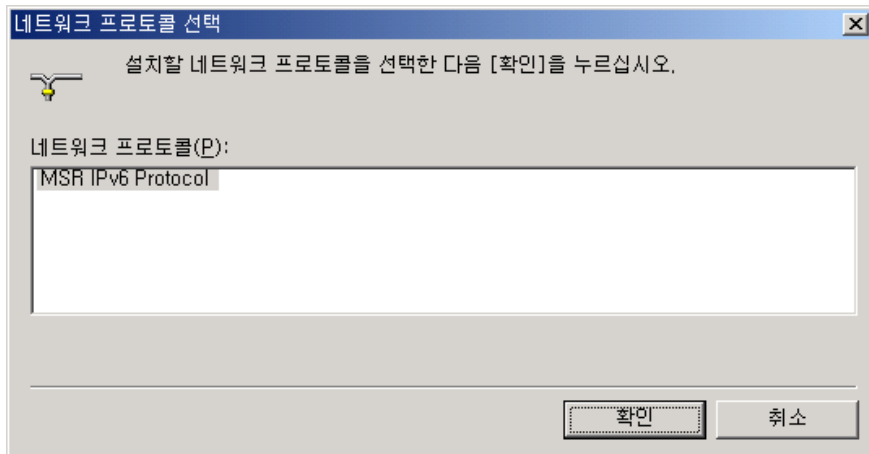 네트워크 프로토콜 선택
설치할 네트워크 프로토콜을 선택한 다음 [확인]을 누르십시오.
네트워크 프로토콜(P):
MSR IPv6 Protocol
확인 취소